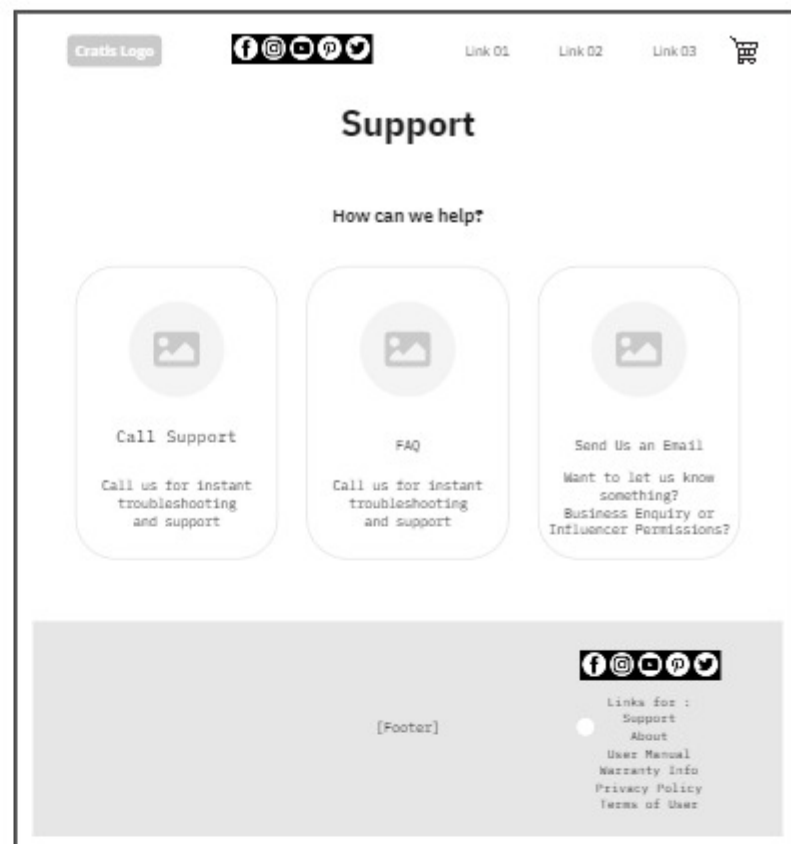 Cratis Logo
Link 01
Link 02
Link 03
Support
How can we help?
Call Support
Call us for instant
troubleshooting
and support
FAQ
Call us for instant
troubleshooting
and support
Send Us an Email
Want to let us know
something?
Business Enquiry or
Influencer Permissions?
[Footer]
Links for :
Support
About
User Manual
Warranty Info
Privacy Policy
Terms of User